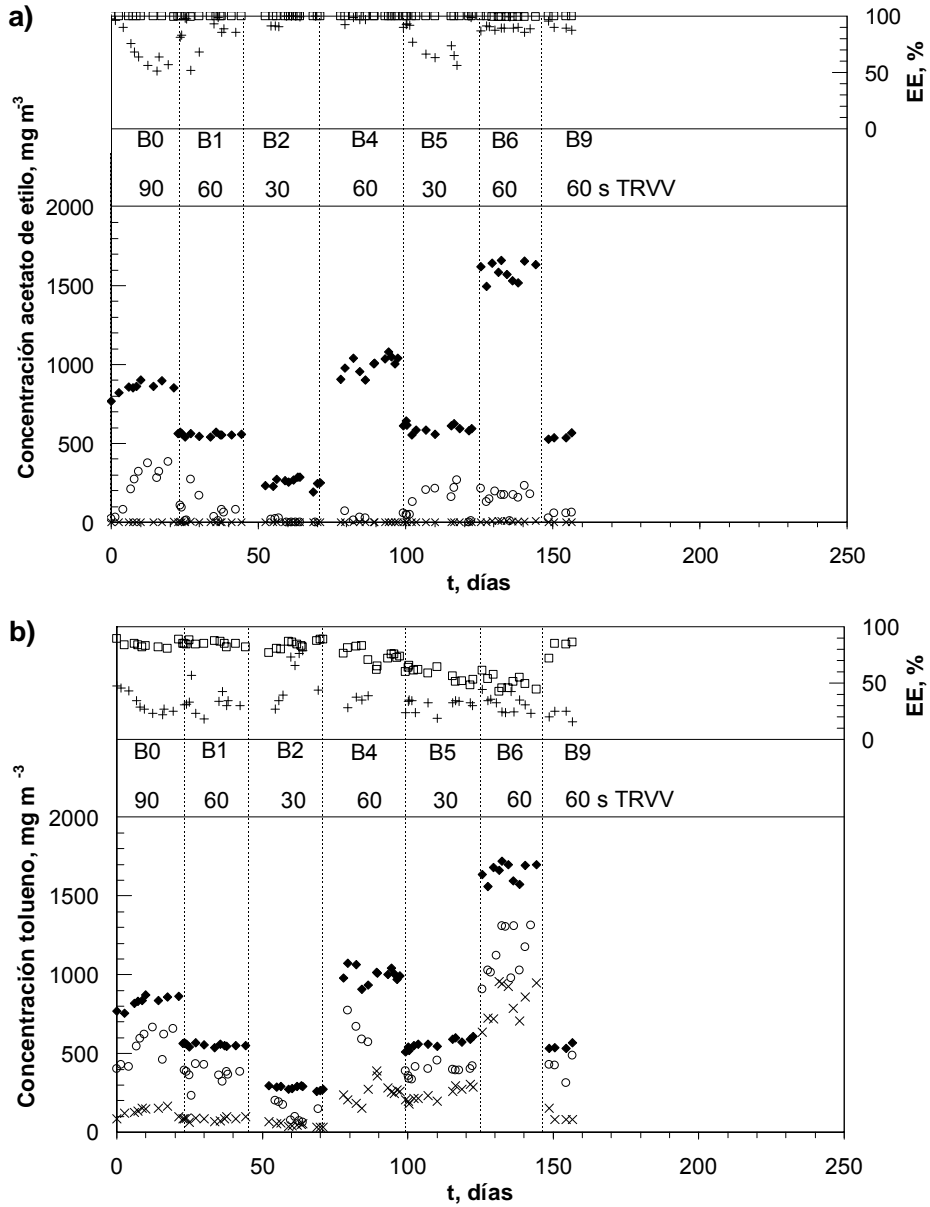 a)
100
50
0
EE, %
B0 B1 B2 B4 B5 B6 B9
90 60 30 60 30 60 60 s TRVV
Concentración acetato de etilo, mg m -3
2000
1500
1000
500
0
0 50 100 150 200 250
t, días
b)
100
50
0
EE, %
B0 B1 B2 B4 B5 B6 B9
90 60 30 60 30 60 60 s TRVV
Concentración tolueno, mg m -3
2000
1500
1000
500
0
0 50 100 150 200 250
t, días